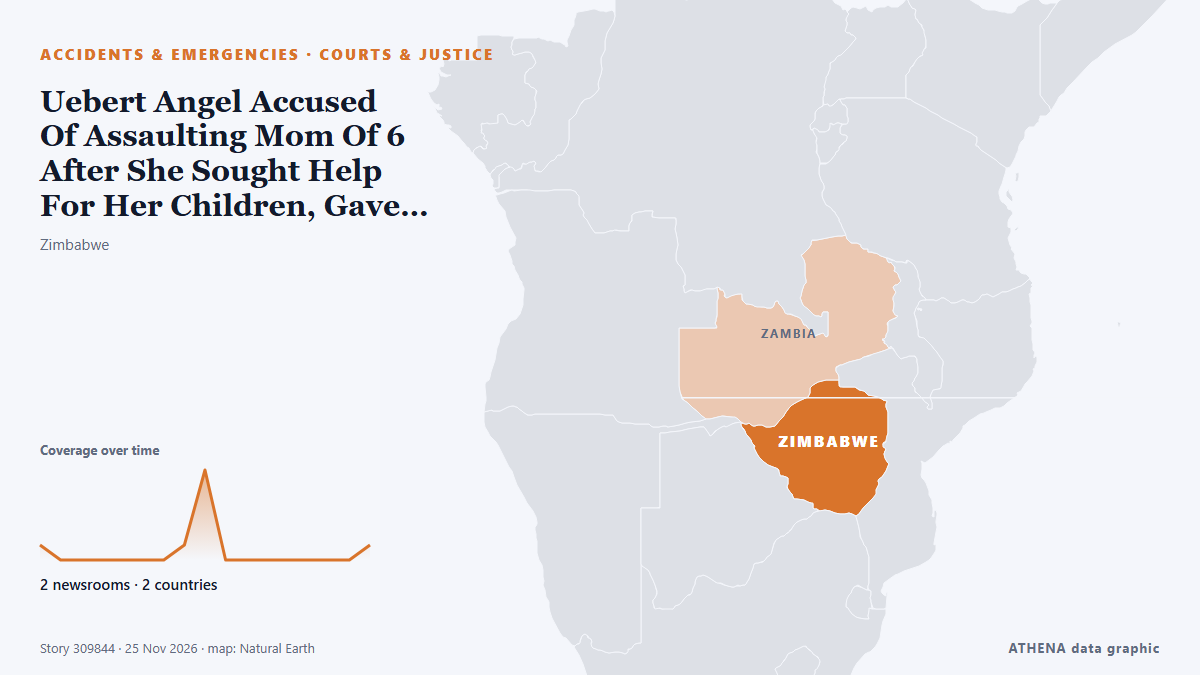 ACCIDENTS & EMERGENCIES · COURTS & JUSTICE
Uebert Angel Accused
Of Assaulting Mom Of 6
After She Sought Help
For Her Children, Gave...
Zimbabwe
ZAMBIA
ZIMBABWE
Coverage over time
2 newsrooms · 2 countries
Story 309844 · 25 Nov 2026 · map: Natural Earth
ATHENA data graphic